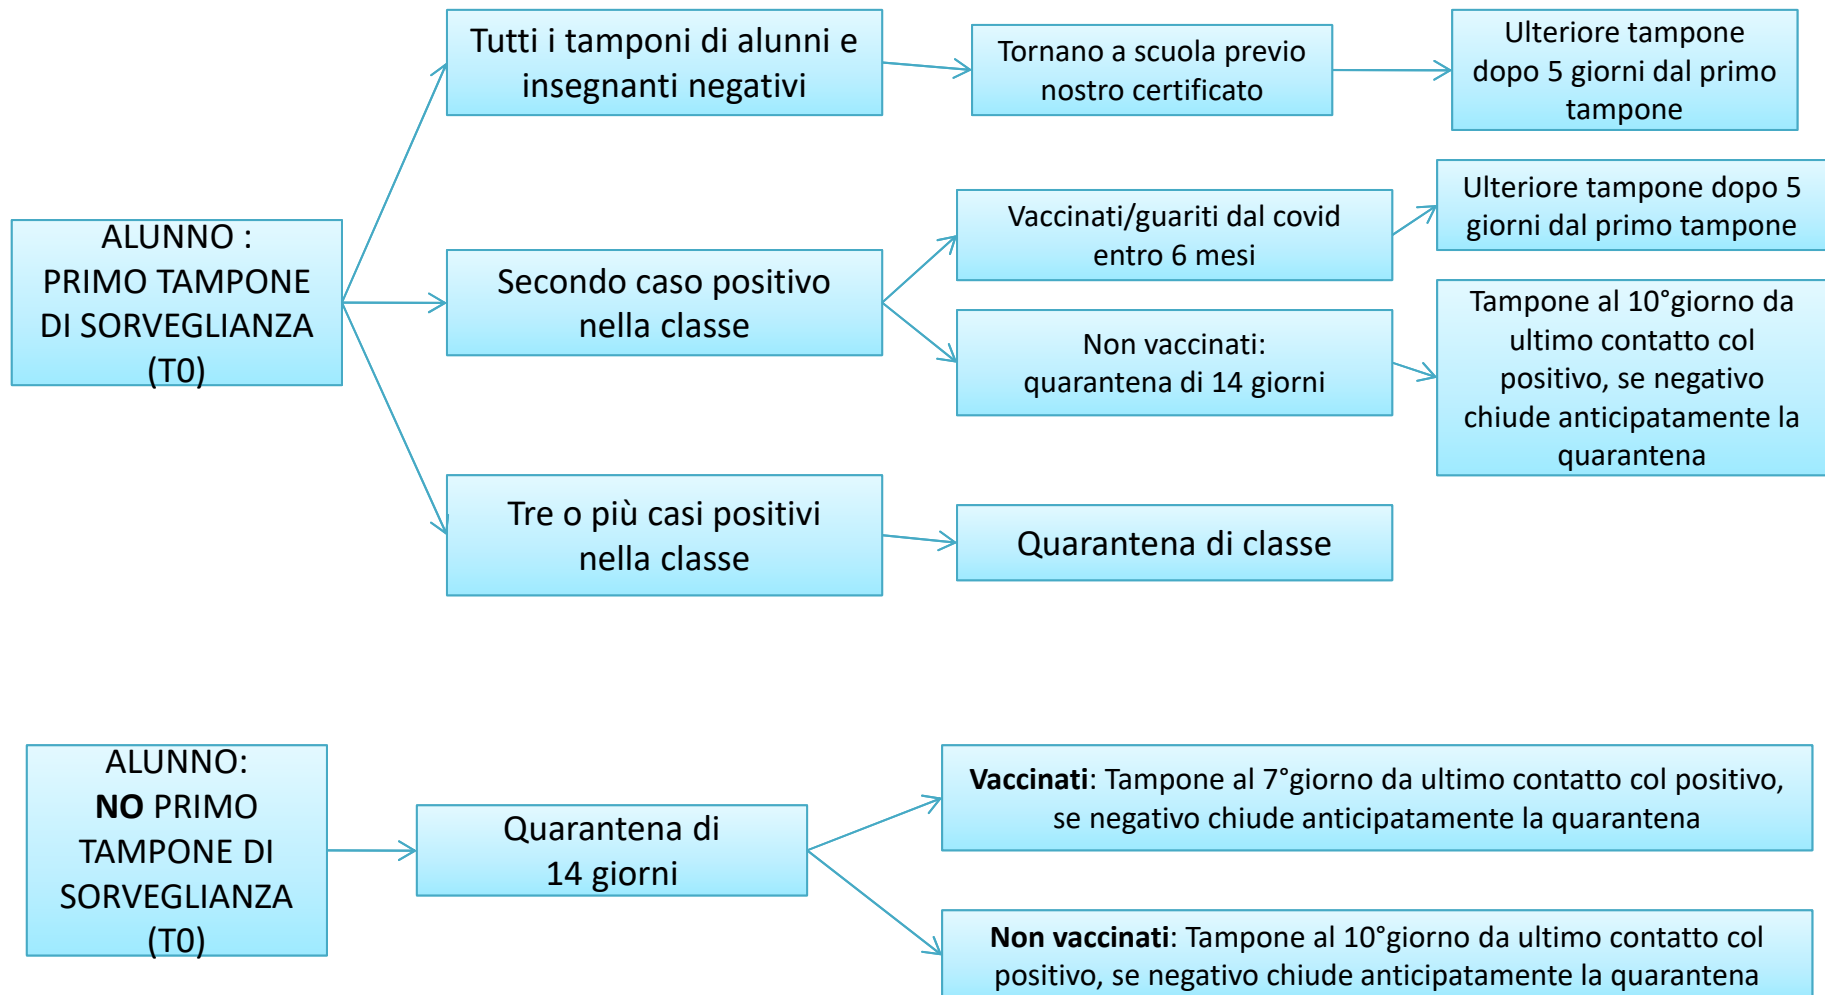 ALUNNO :
PRIMO TAMPONE
DI SORVEGLIANZA
(T0)
Tutti i tamponi di alunni e
insegnanti negativi
Tornano a scuola previo
nostro certificato
Ulteriore tampone
dopo 5 giorni dal primo
tampone
Secondo caso positivo
nella classe
Vaccinati/guariti dal covid
entro 6 mesi
Ulteriore tampone dopo 5
giorni dal primo tampone
Non vaccinati:
quarantena di 14 giorni
Tampone al 10°giorno da
ultimo contatto col
positivo, se negativo
chiude anticipatamente la
quarantena
Tre o più casi positivi
nella classe
Quarantena di classe
ALUNNO:
NO PRIMO
TAMPONE DI
SORVEGLIANZA
(T0)
Quarantena di
14 giorni
Vaccinati: Tampone al 7°giorno da ultimo contatto col positivo,
se negativo chiude anticipatamente la quarantena
Non vaccinati: Tampone al 10°giorno da ultimo contatto col
positivo, se negativo chiude anticipatamente la quarantena